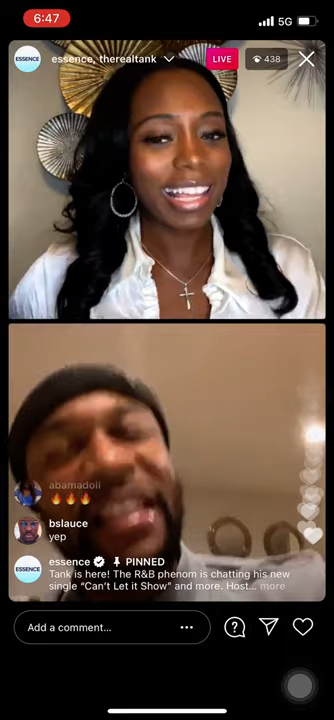 6:47
5G
ESSENCE
essence, therealtank
LIVE
438
abamadoll
🔥🔥🔥
bslauce
yep
ESSENCE
essence PINNED
Tank is here! The R&B phenom is chatting his new
single “Can’t Let it Show” and more. Host... more
Add a comment...